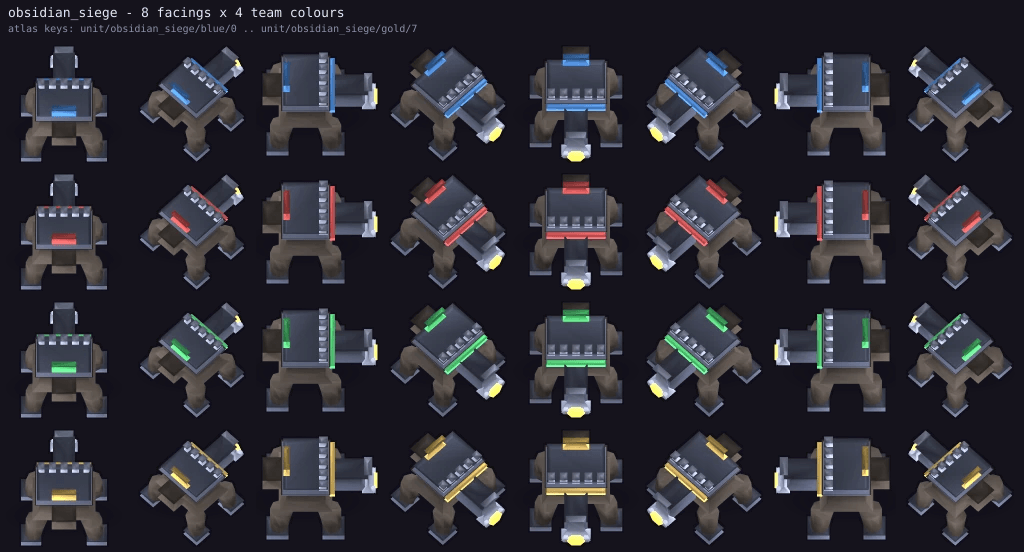 obsidian_siege - 8 facings x 4 team colours
atlas keys: unit/obsidian_siege/blue/0 .. unit/obsidian_siege/gold/7